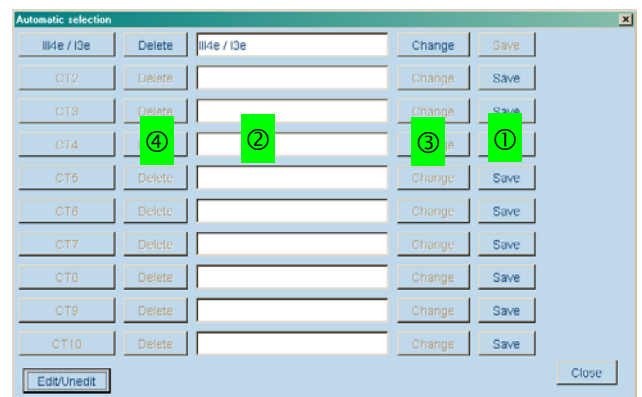 Automatic selection
III4e / I3e Delete III4e / I3e Change Save
CT2 Delete Change Save
CT3 Delete Change Save
CT4 ④ ② ③ ①
CT5 Delete Change Save
CT6 Delete Change Save
CT7 Delete Change Save
CT8 Delete Change Save
CT9 Delete Change Save
CT10 Delete Change Save
Edit/Unedit Close